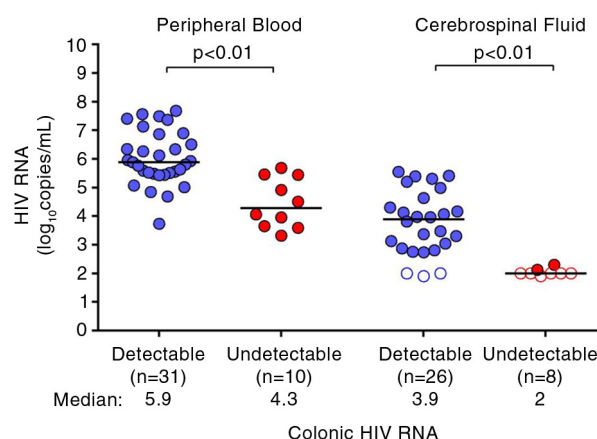 Peripheral Blood
Cerebrospinal Fluid
p<0.01
p<0.01
10
9
8
7
6
5
4
3
2
1
0
HIV RNA
(log10copies/mL)
Detectable
Undetectable
Detectable
Undetectable
(n=31)
(n=10)
(n=26)
(n=8)
Median: 5.9 4.3 3.9 2
Colonic HIV RNA